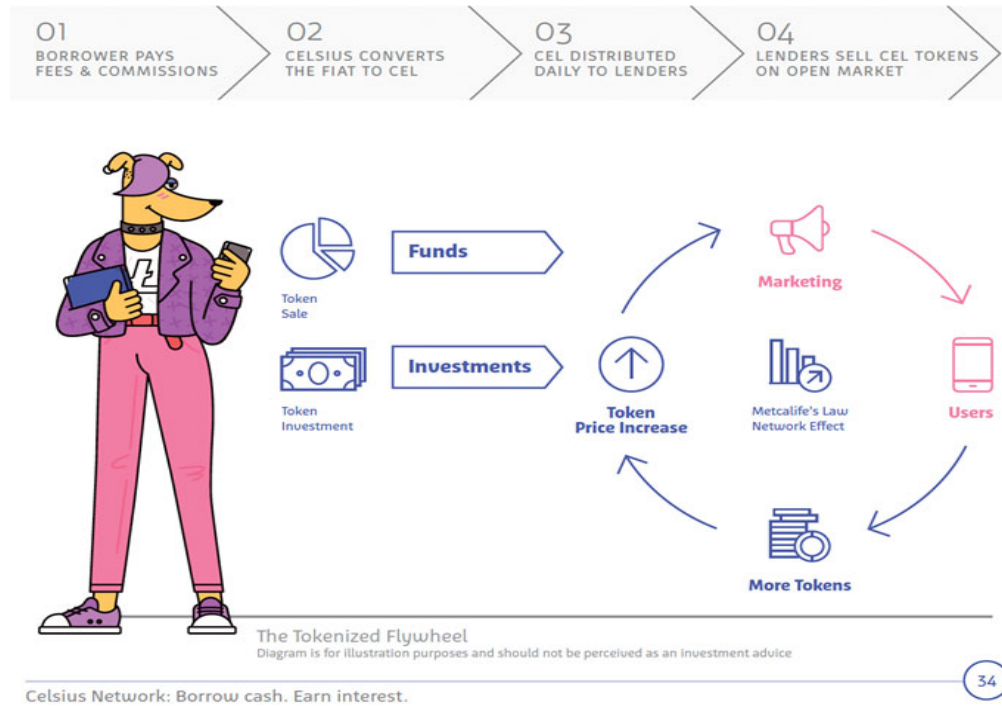 01
BORROWER PAYS
FEES & COMMISSIONS
02
CELSIUS CONVERTS
THE FIAT TO CEL
03
CEL DISTRIBUTED
DAILY TO LENDERS
04
LENDERS SELL CEL TOKENS
ON OPEN MARKET
Token
Sale
Funds
Token
Investment
Investments
Marketing
Token
Price Increase
Metcalife's Law
Network Effect
Users
More Tokens
The Tokenized Flywheel
Diagram is for illustration purposes and should not be perceived as an investment advice
Celsius Network: Borrow cash. Earn interest.
34